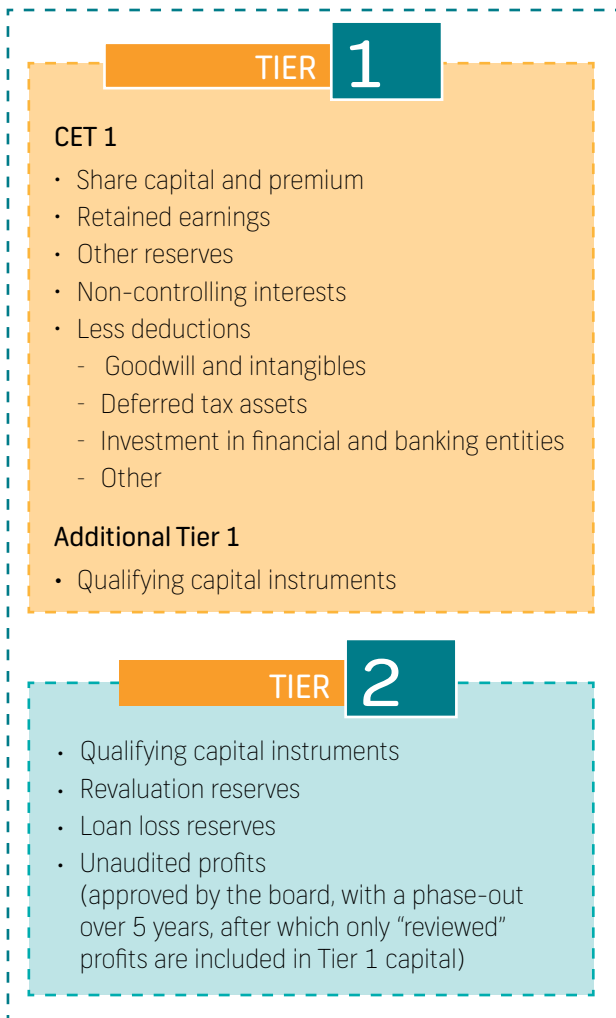 TIER 1
CET 1
• Share capital and premium
• Retained earnings
• Other reserves
• Non-controlling interests
• Less deductions
- Goodwill and intangibles
- Deferred tax assets
- Investment in financial and banking entities
- Other
Additional Tier 1
• Qualifying capital instruments
TIER 2
• Qualifying capital instruments
• Revaluation reserves
• Loan loss reserves
• Unaudited profits
(approved by the board, with a phase-out
over 5 years, after which only “reviewed”
profits are included in Tier 1 capital)